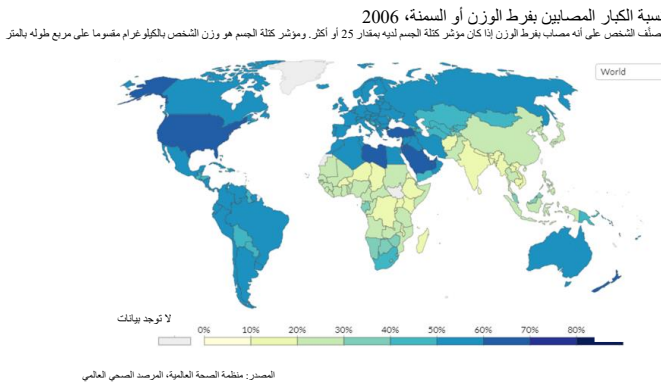 سبة الكبار المصابين بفرط الوزن أو السمنة، 2006
صنَّف الشخص على أنه مصاب بفرط الوزن إذا كان مؤشر كتلة الجسم لديه بمقدار 25 أو أكثر. ومؤشر كتلة الجسم هو وزن الشخص بالكيلوغرام مقسوما على مربع طوله بالمتر
World
لا توجد بيانات
0% 10% 20% 30% 40% 50% 60% 70% 80%
المصدر: منظمة الصحة العالمية، المرصد الصحي العالمي